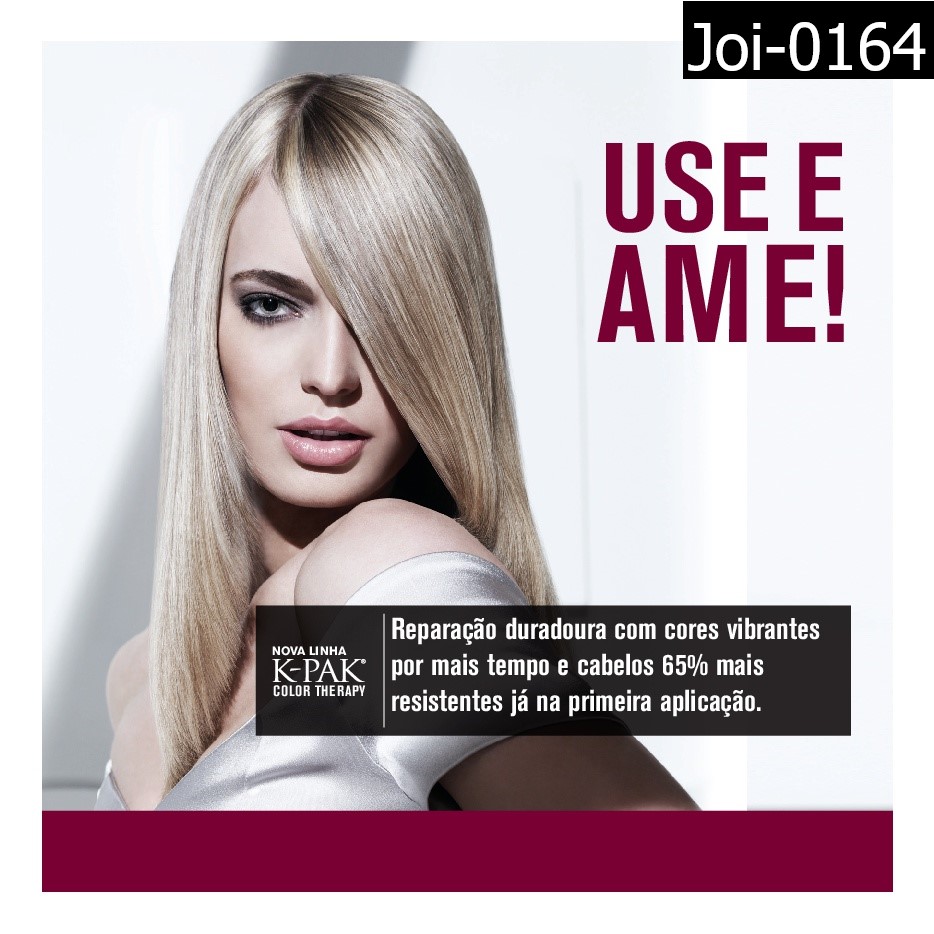 Joi-0164
USE E
AME!
NOVA LINHA
K-PAK®
COLOR THERAPY
Reparação duradoura com cores vibrantes
por mais tempo e cabelos 65% mais
resistentes já na primeira aplicação.